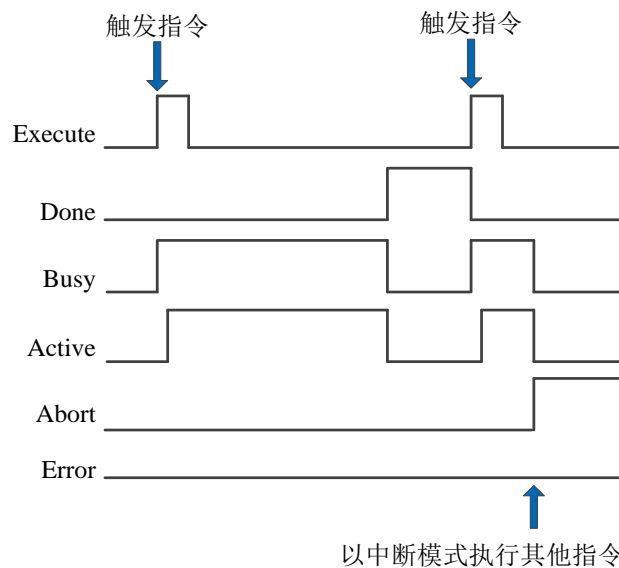 触发指令 触发指令
Execute
Done
Busy
Active
Abort
Error
以中断模式执行其他指令